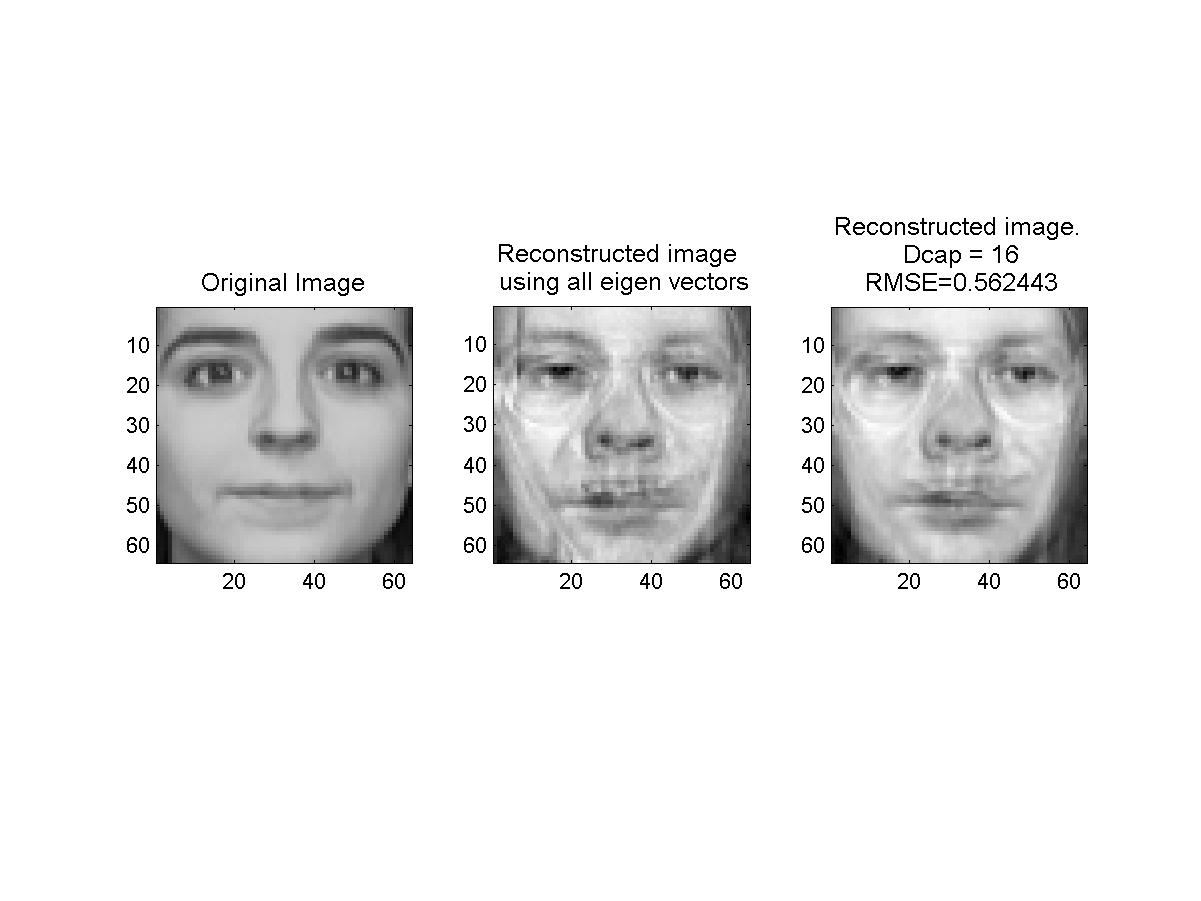 Original Image
10
20
30
40
50
60
20 40 60
Reconstructed image
using all eigen vectors
10
20
30
40
50
60
20 40 60
Reconstructed image.
Dcap = 16
RMSE=0.562443
10
20
30
40
50
60
20 40 60